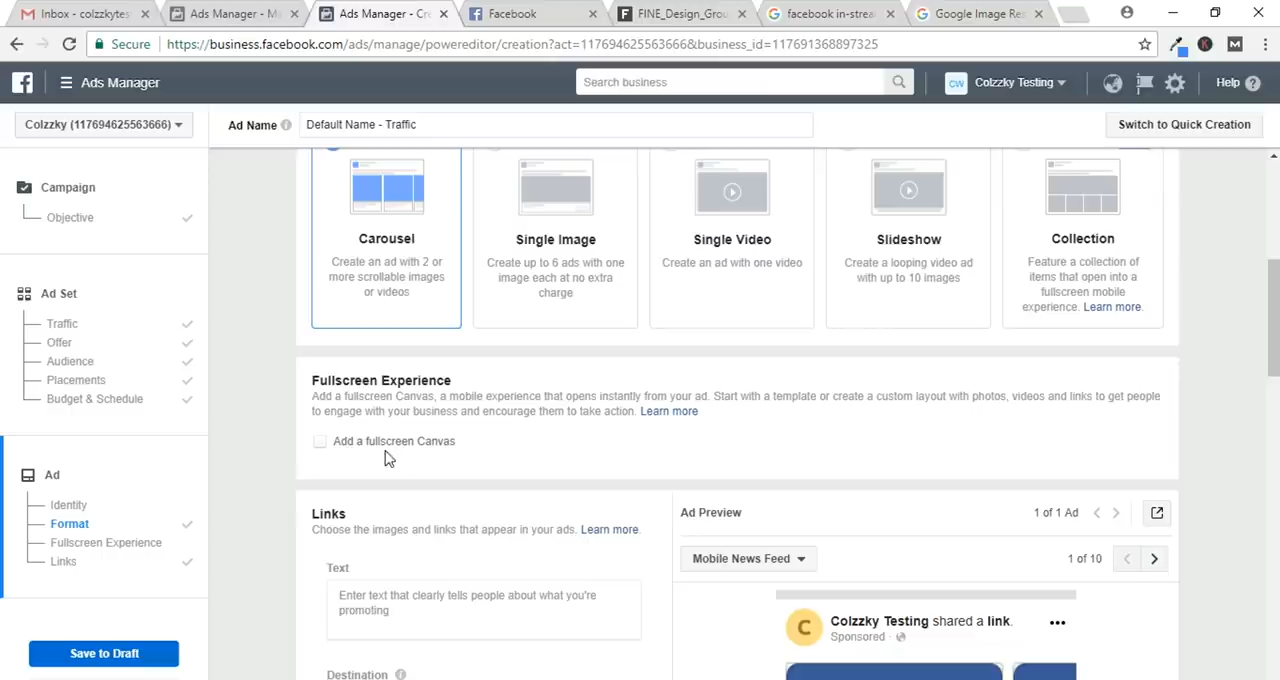 Inbox - colzzkytes
Ads Manager - Ma
Ads Manager - Cre
Facebook
FINE_Design_Grou
facebook in-strea
Google Image Res
Secure
https://business.facebook.com/ads/manage/powereditor/creation?act=117694625563666&business_id=117691368897325
Ads Manager
Search business
CW
Colzzky Testing
Help
Colzzky (117694625563666)
Ad Name
Default Name - Traffic
Switch to Quick Creation
Campaign
Objective
Ad Set
Traffic
Offer
Audience
Placements
Budget & Schedule
Ad
Identity
Format
Fullscreen Experience
Links
Save to Draft
Carousel
Create an ad with 2 or
more scrollable images
or videos
Single Image
Create up to 6 ads with one
image each at no extra
charge
Single Video
Create an ad with one video
Slideshow
Create a looping video ad
with up to 10 images
Collection
Feature a collection of
items that open into a
fullscreen mobile
experience. Learn more.
Fullscreen Experience
Add a fullscreen Canvas, a mobile experience that opens instantly from your ad. Start with a template or create a custom layout with photos, videos and links to get people
to engage with your business and encourage them to take action. Learn more
Add a fullscreen Canvas
Links
Choose the images and links that appear in your ads. Learn more.
Text
Enter text that clearly tells people about what you're
promoting
Destination
Ad Preview
1 of 1 Ad
Mobile News Feed
1 of 10
C
Colzzky Testing shared a link.
Sponsored ·